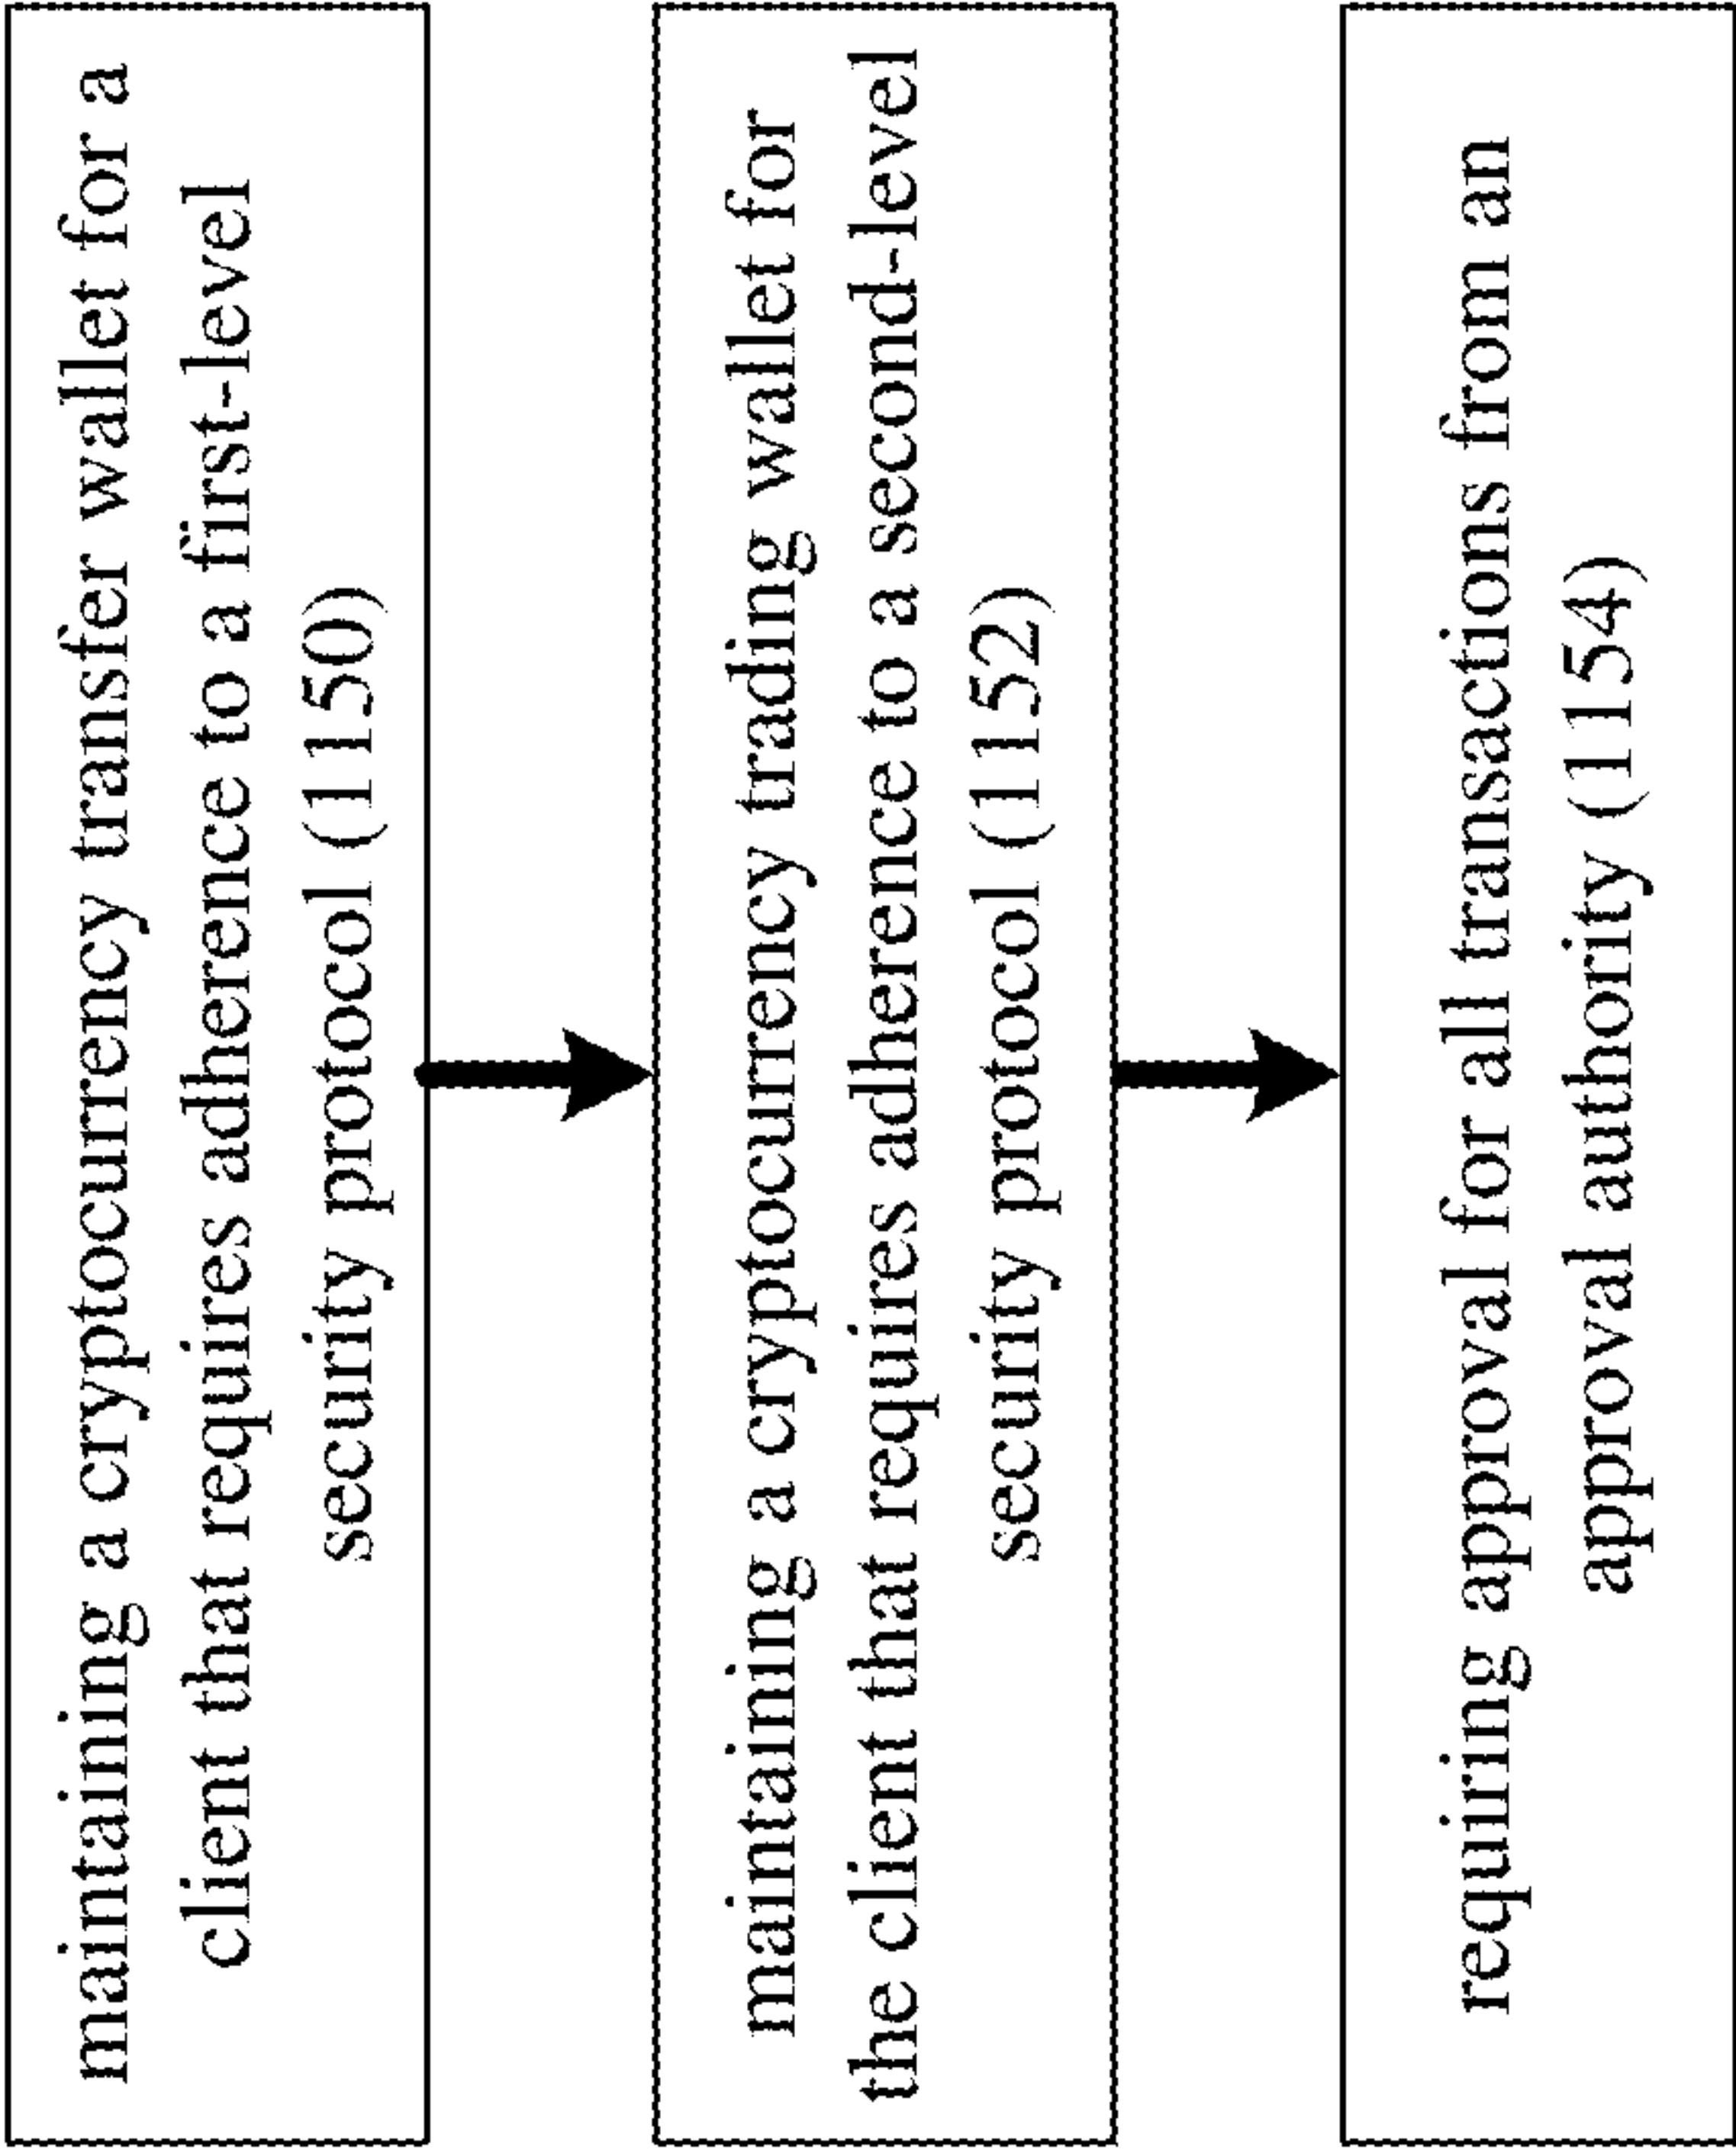 maintaining a cryptocurrency transfer wallet for a
client that requires adherence to a first-level
security protocol (1150)
maintaining a cryptocurrency trading wallet for
the client that requires adherence to a second-level
security protocol (1152)
requiring approval for all transactions from an
approval authority (1154)